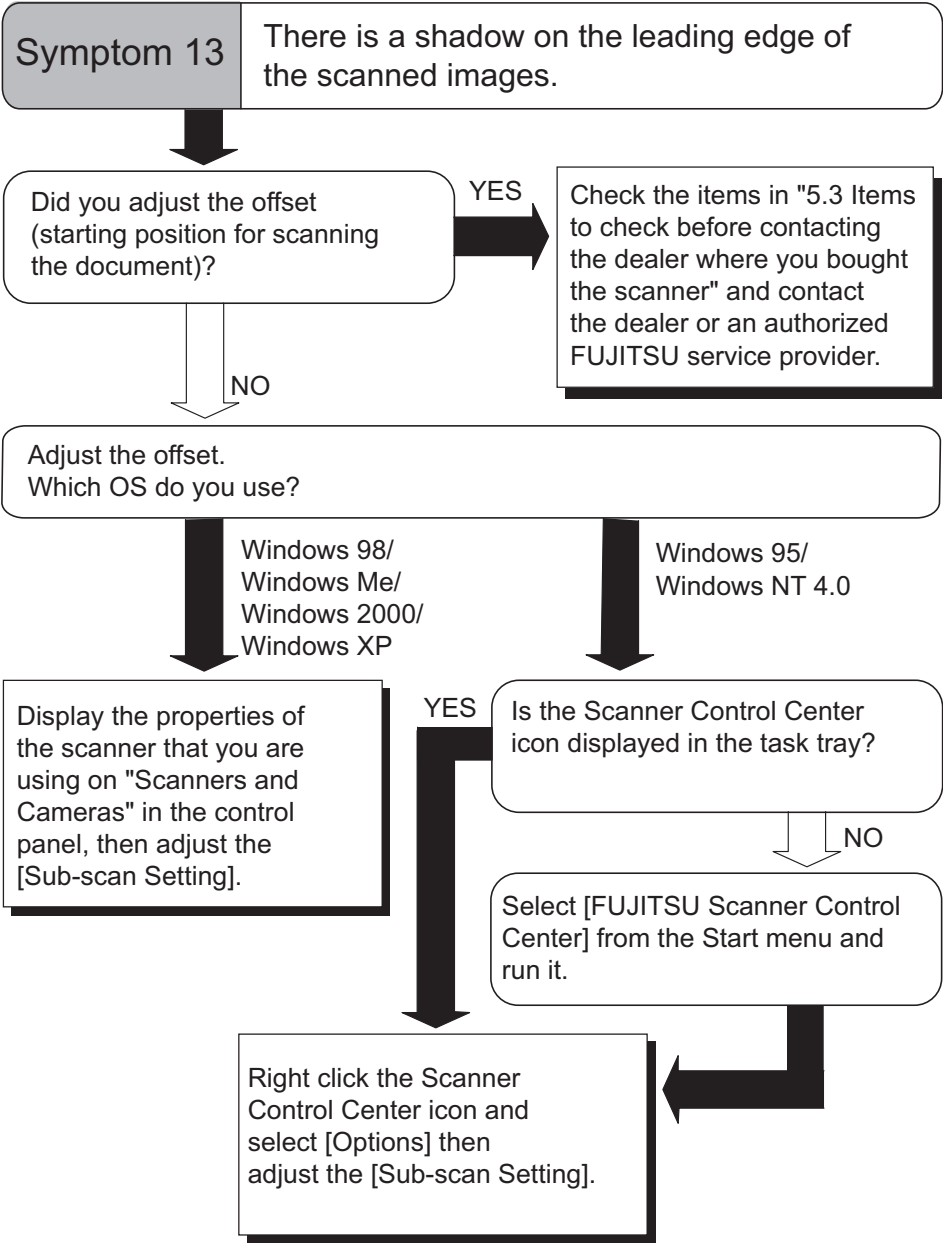 Symptom 13
There is a shadow on the leading edge of
the scanned images.
Did you adjust the offset
(starting position for scanning
the document)?
YES
Check the items in "5.3 Items
to check before contacting
the dealer where you bought
the scanner" and contact
the dealer or an authorized
FUJITSU service provider.
NO
Adjust the offset.
Which OS do you use?
Windows 98/
Windows Me/
Windows 2000/
Windows XP
Windows 95/
Windows NT 4.0
Display the properties of
the scanner that you are
using on "Scanners and
Cameras" in the control
panel, then adjust the
[Sub-scan Setting].
YES
Is the Scanner Control Center
icon displayed in the task tray?
NO
Select [FUJITSU Scanner Control
Center] from the Start menu and
run it.
Right click the Scanner
Control Center icon and
select [Options] then
adjust the [Sub-scan Setting].